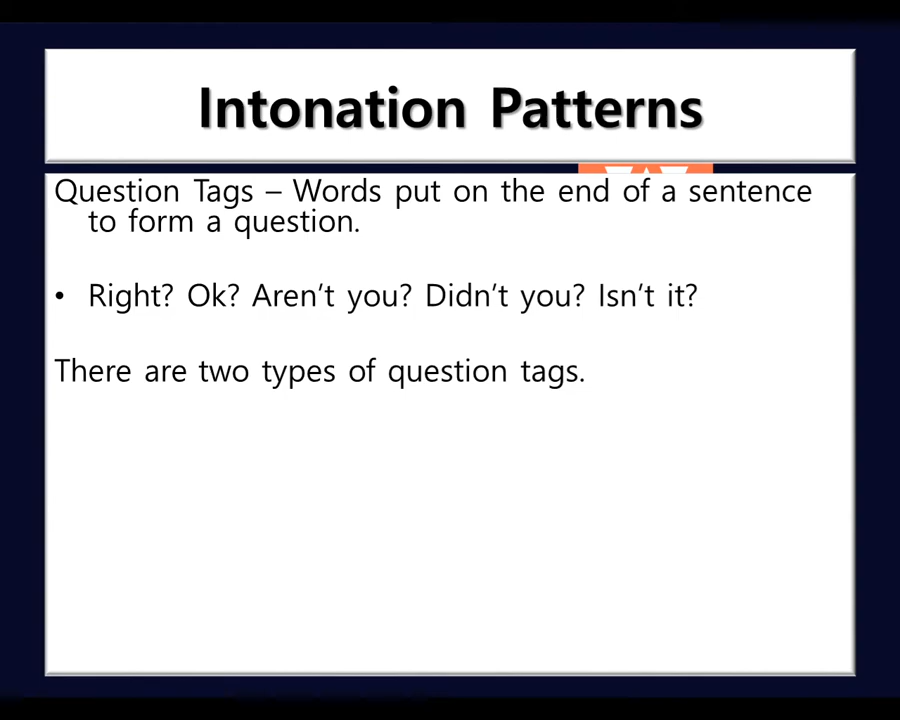 Intonation Patterns
Question Tags – Words put on the end of a sentence
to form a question.
• Right? Ok? Aren’t you? Didn’t you? Isn’t it?
There are two types of question tags.